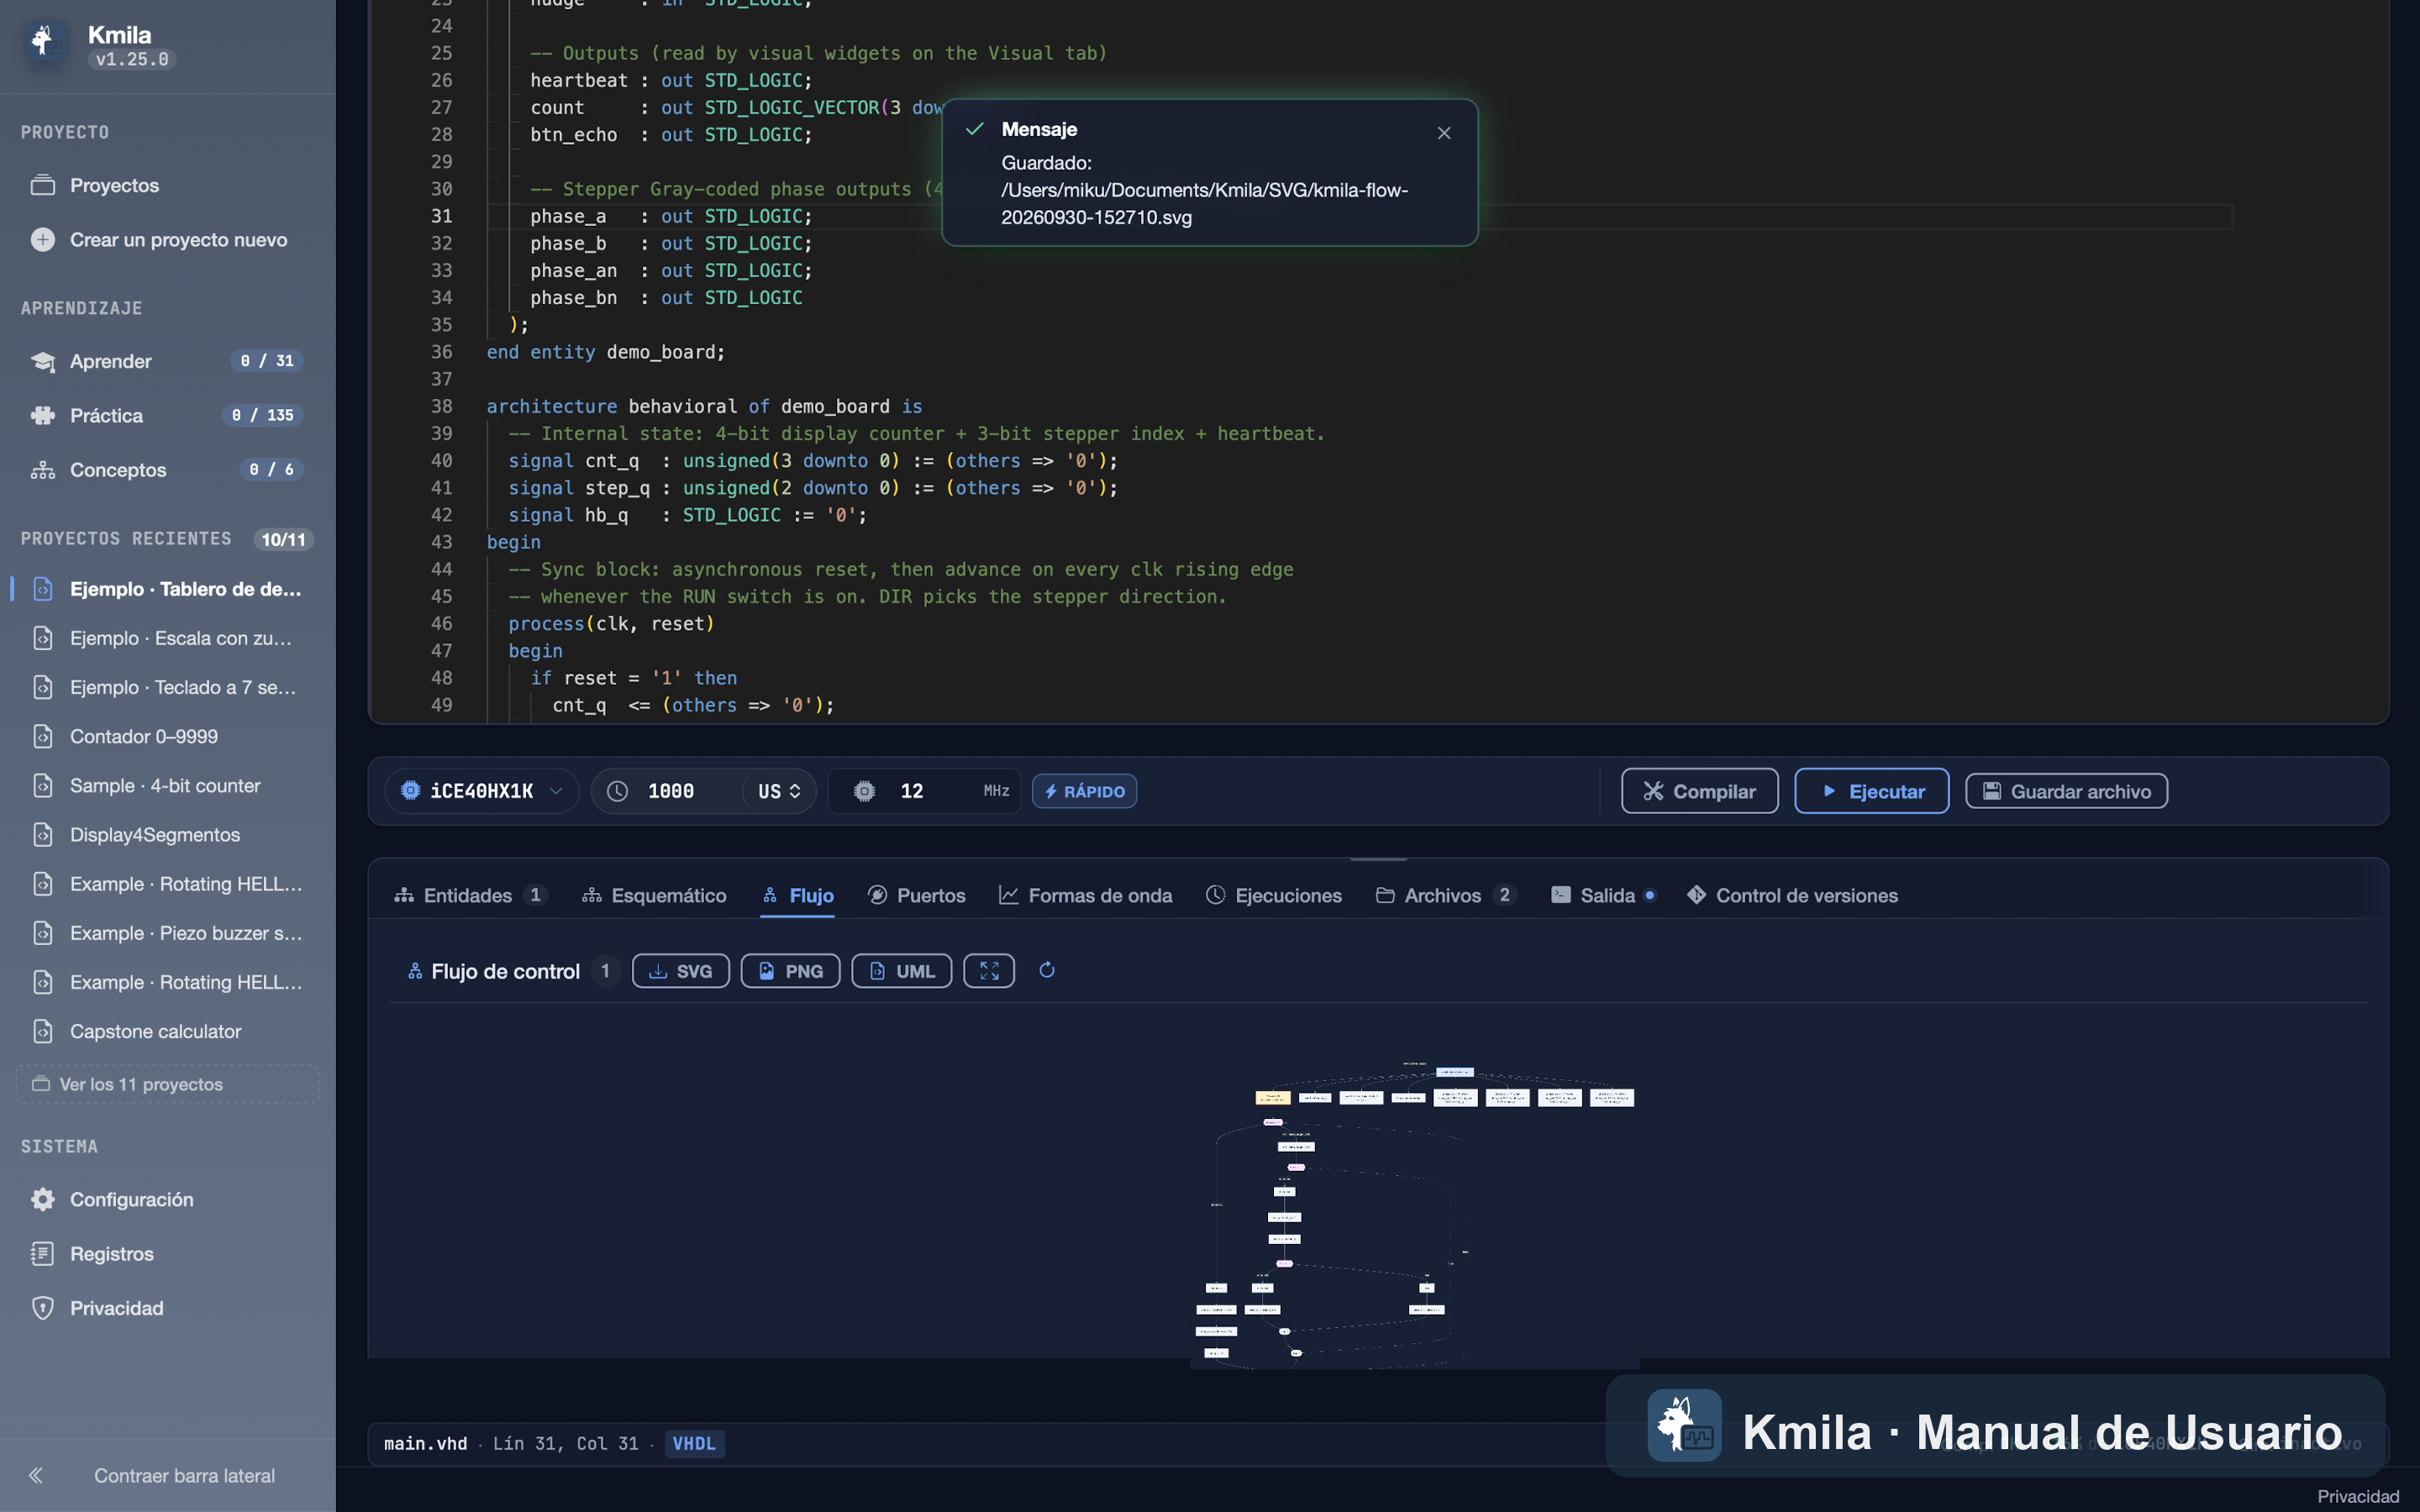 Kmila
v1.25.0
PROYECTO
Proyectos
Crear un proyecto nuevo
APRENDIZAJE
Aprender 0 / 31
Práctica 0 / 135
Conceptos 0 / 6
PROYECTOS RECIENTES 10/11
Ejemplo · Tablero de de...
Ejemplo · Escala con zu...
Ejemplo · Teclado a 7 se...
Contador 0–9999
Sample · 4-bit counter
Display4Segmentos
Example · Rotating HELL...
Example · Piezo buzzer s...
Example · Rotating HELL...
Capstone calculator
Ver los 11 proyectos
SISTEMA
Configuración
Registros
Privacidad
Contraer barra lateral
24
25 -- Outputs (read by visual widgets on the Visual tab)
26 heartbeat : out STD_LOGIC;
27 count : out STD_LOGIC_VECTOR(3 dow
28 btn_echo : out STD_LOGIC;
29
30 -- Stepper Gray-coded phase outputs (4
31 phase_a : out STD_LOGIC;
32 phase_b : out STD_LOGIC;
33 phase_an : out STD_LOGIC;
34 phase_bn : out STD_LOGIC
35 );
36 end entity demo_board;
37
38 architecture behavioral of demo_board is
39 -- Internal state: 4-bit display counter + 3-bit stepper index + heartbeat.
40 signal cnt_q : unsigned(3 downto 0) := (others => '0');
41 signal step_q : unsigned(2 downto 0) := (others => '0');
42 signal hb_q : STD_LOGIC := '0';
43 begin
44 -- Sync block: asynchronous reset, then advance on every clk rising edge
45 -- whenever the RUN switch is on. DIR picks the stepper direction.
46 process(clk, reset)
47 begin
48 if reset = '1' then
49 cnt_q <= (others => '0');
Mensaje
Guardado:
/Users/miku/Documents/Kmila/SVG/kmila-flow-
20260930-152710.svg
iCE40HX1K 1000 US 12 MHz RÁPIDO Compilar Ejecutar Guardar archivo
Entidades 1 Esquemático Flujo Puertos Formas de onda Ejecuciones Archivos 2 Salida Control de versiones
Flujo de control 1 SVG PNG UML
main.vhd · Lín 31, Col 31 · VHDL
Kmila · Manual de Usuario
Privacidad